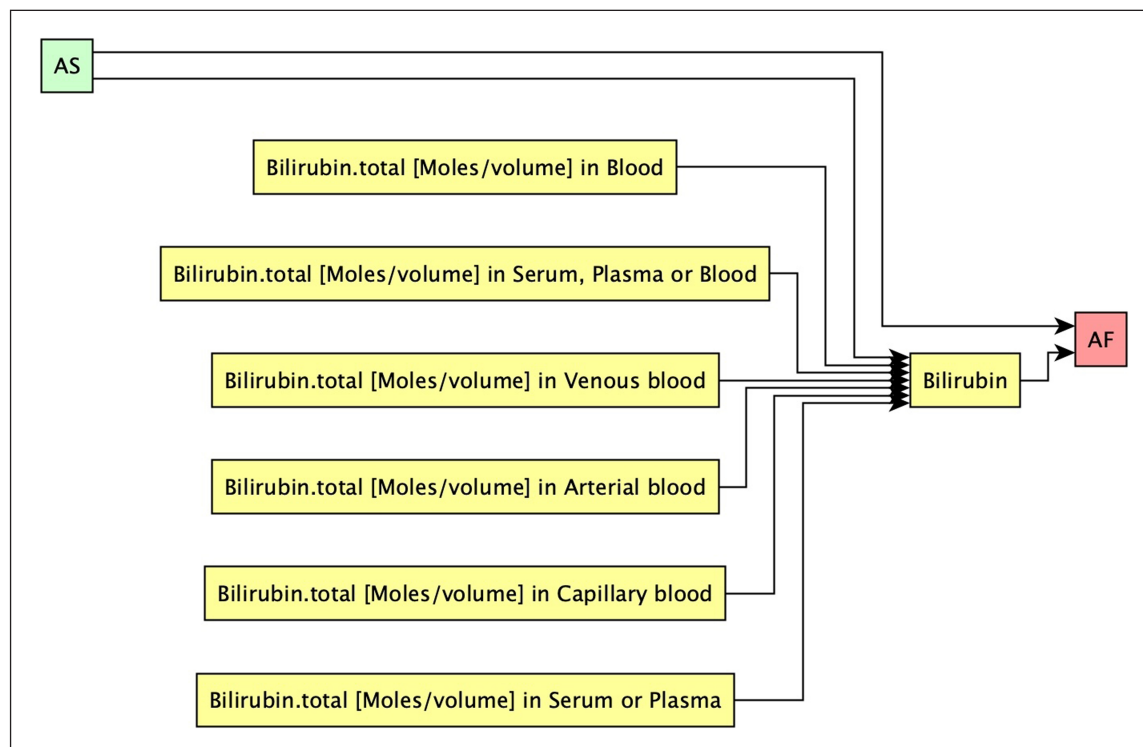 AS
Bilirubin.total [Moles/volume] in Blood
Bilirubin.total [Moles/volume] in Serum, Plasma or Blood
AF
Bilirubin.total [Moles/volume] in Venous blood
Bilirubin
Bilirubin.total [Moles/volume] in Arterial blood
Bilirubin.total [Moles/volume] in Capillary blood
Bilirubin.total [Moles/volume] in Serum or Plasma